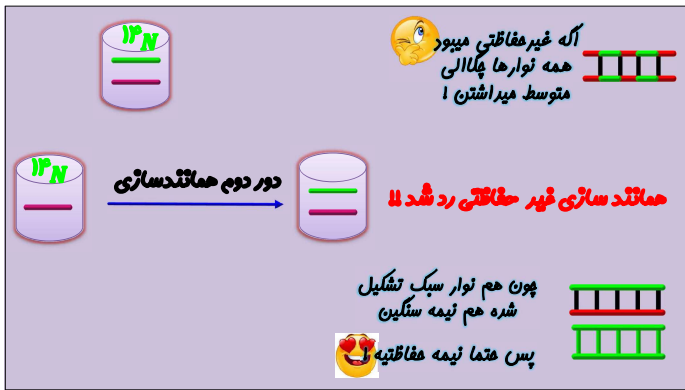 ۱۴N
اگه غیرحفاظتی میبود
همه نوارها چگالی
متوسط میداشتن !
۱۴N
دور دوم همانندسازی
همانند سازی غیر حفاظتی رد شد !!
چون هم نوار سبک تشکیل
شده هم نیمه سنگین
پس حتما نیمه حفاظتیه !